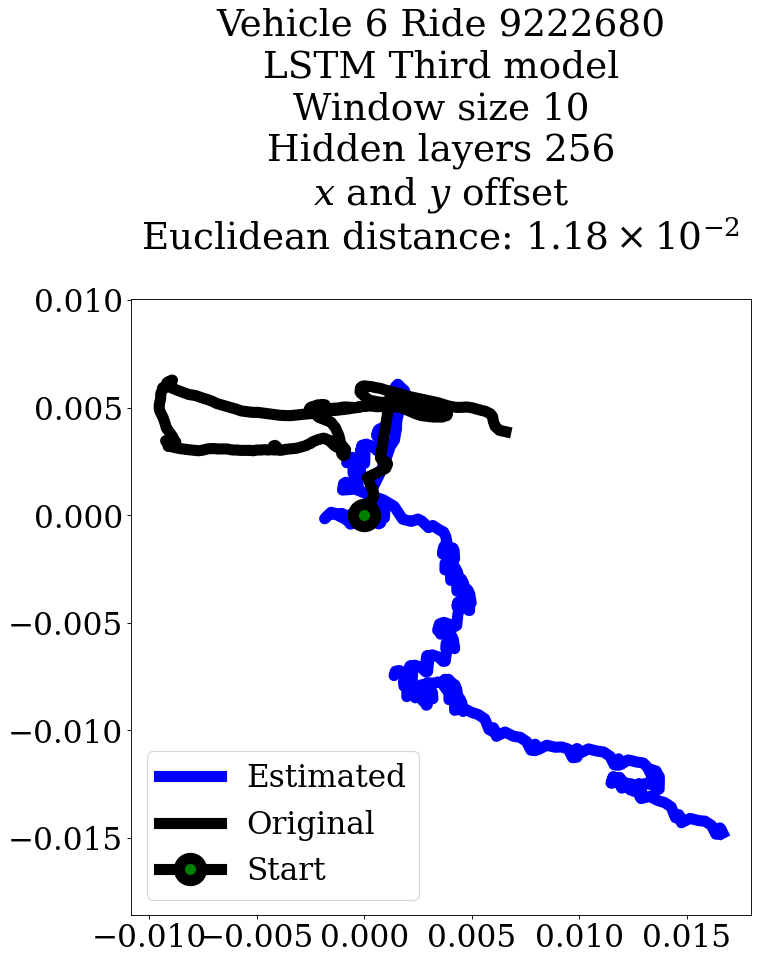 Vehicle 6 Ride 9222680
LSTM Third model
Window size 10
Hidden layers 256
x and y offset
Euclidean distance: 1.18 × 10⁻²
0.010
0.005
0.000
−0.005
−0.010
−0.015
Estimated
Original
Start
−0.010 −0.005 0.000 0.005 0.010 0.015